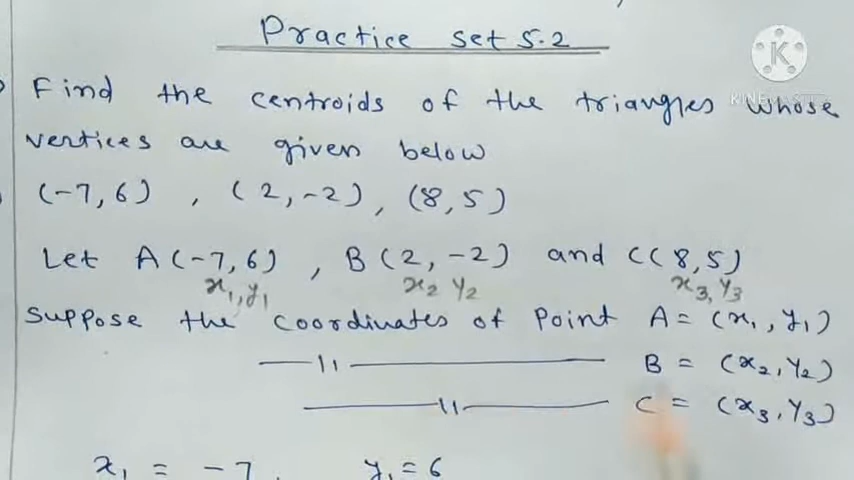 Practice set 5.2
Find the centroids of the triangles whose
vertices are given below
(-7,6) , (2,-2), (8,5)
Let A(-7,6) , B(2,-2) and C(8,5)
x₁,y₁ x₂ y₂ x₃,y₃
Suppose the coordinates of Point A = (x₁,y₁)
—— 〃 —— B = (x₂,y₂)
—— 〃 —— C = (x₃,y₃)
x₁ = -7, y₁ = 6
K
KINEMASTER